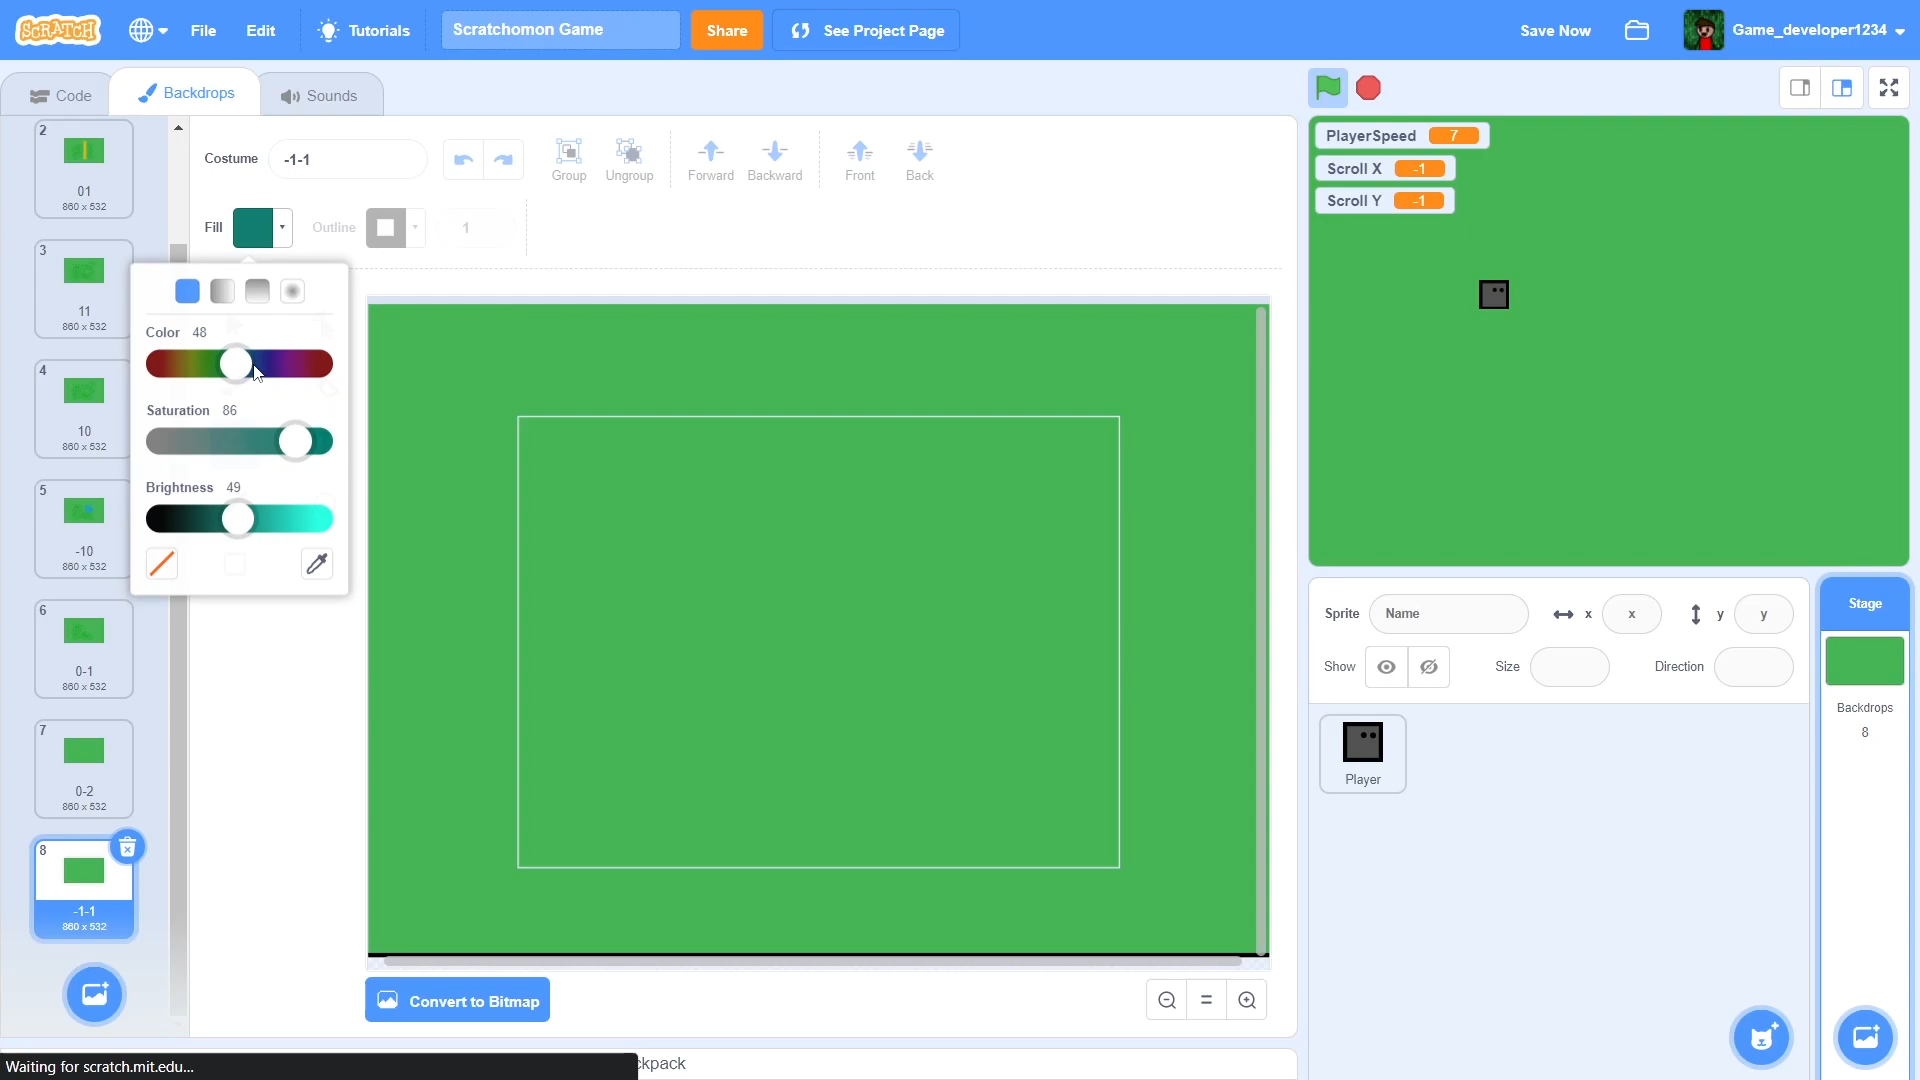 SCRATCH
File
Edit
Tutorials
Scratchomon Game
Share
See Project Page
Save Now
Game_developer1234
Code
Backdrops
Sounds
2
01
860 x 532
3
11
860 x 532
4
10
860 x 532
5
-10
860 x 532
6
0-1
860 x 532
7
0-2
860 x 532
8
-1-1
860 x 532
Costume
-1-1
Group
Ungroup
Forward
Backward
Front
Back
Fill
Outline
1
Color 48
Saturation 86
Brightness 49
Convert to Bitmap
PlayerSpeed 7
Scroll X -1
Scroll Y -1
Sprite
Name
x
x
y
y
Show
Size
Direction
Player
Stage
Backdrops
8
ckpack
Waiting for scratch.mit.edu...